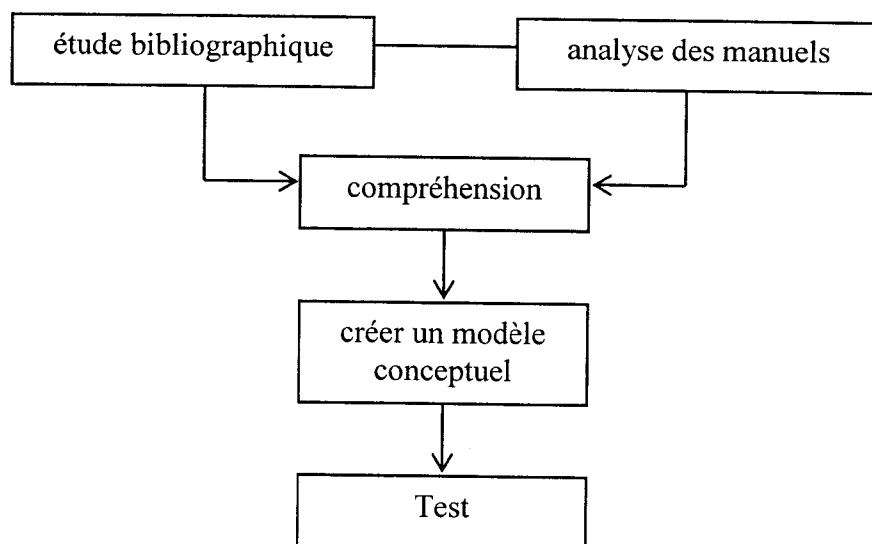 étude bibliographique
analyse des manuels
compréhension
créer un modèle
conceptuel
Test